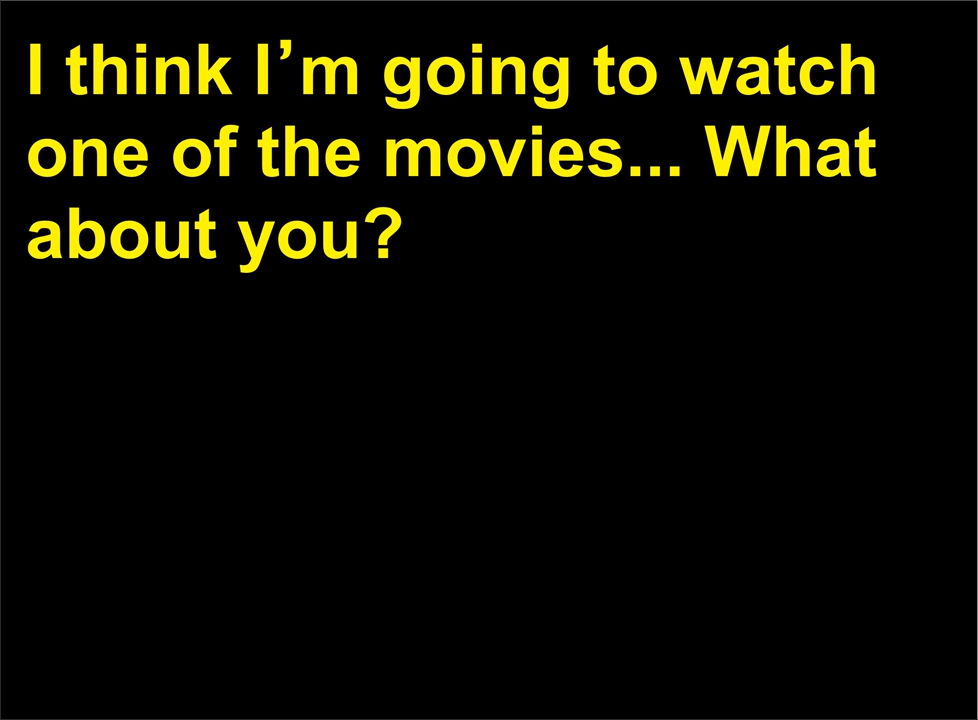 I think I’m going to watch
one of the movies... What
about you?